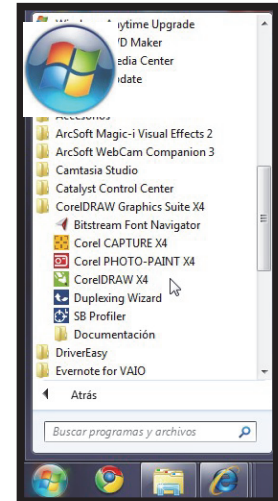 Anytime Upgrade
VD Maker
edia Center
pdate
Accesorios
ArcSoft Magic-i Visual Effects 2
ArcSoft WebCam Companion 3
Camtasia Studio
Catalyst Control Center
CorelDRAW Graphics Suite X4
Bitstream Font Navigator
Corel CAPTURE X4
Corel PHOTO-PAINT X4
CorelDRAW X4
Duplexing Wizard
SB Profiler
Documentación
DriverEasy
Evernote for VAIO
Atrás
Buscar programas y archivos